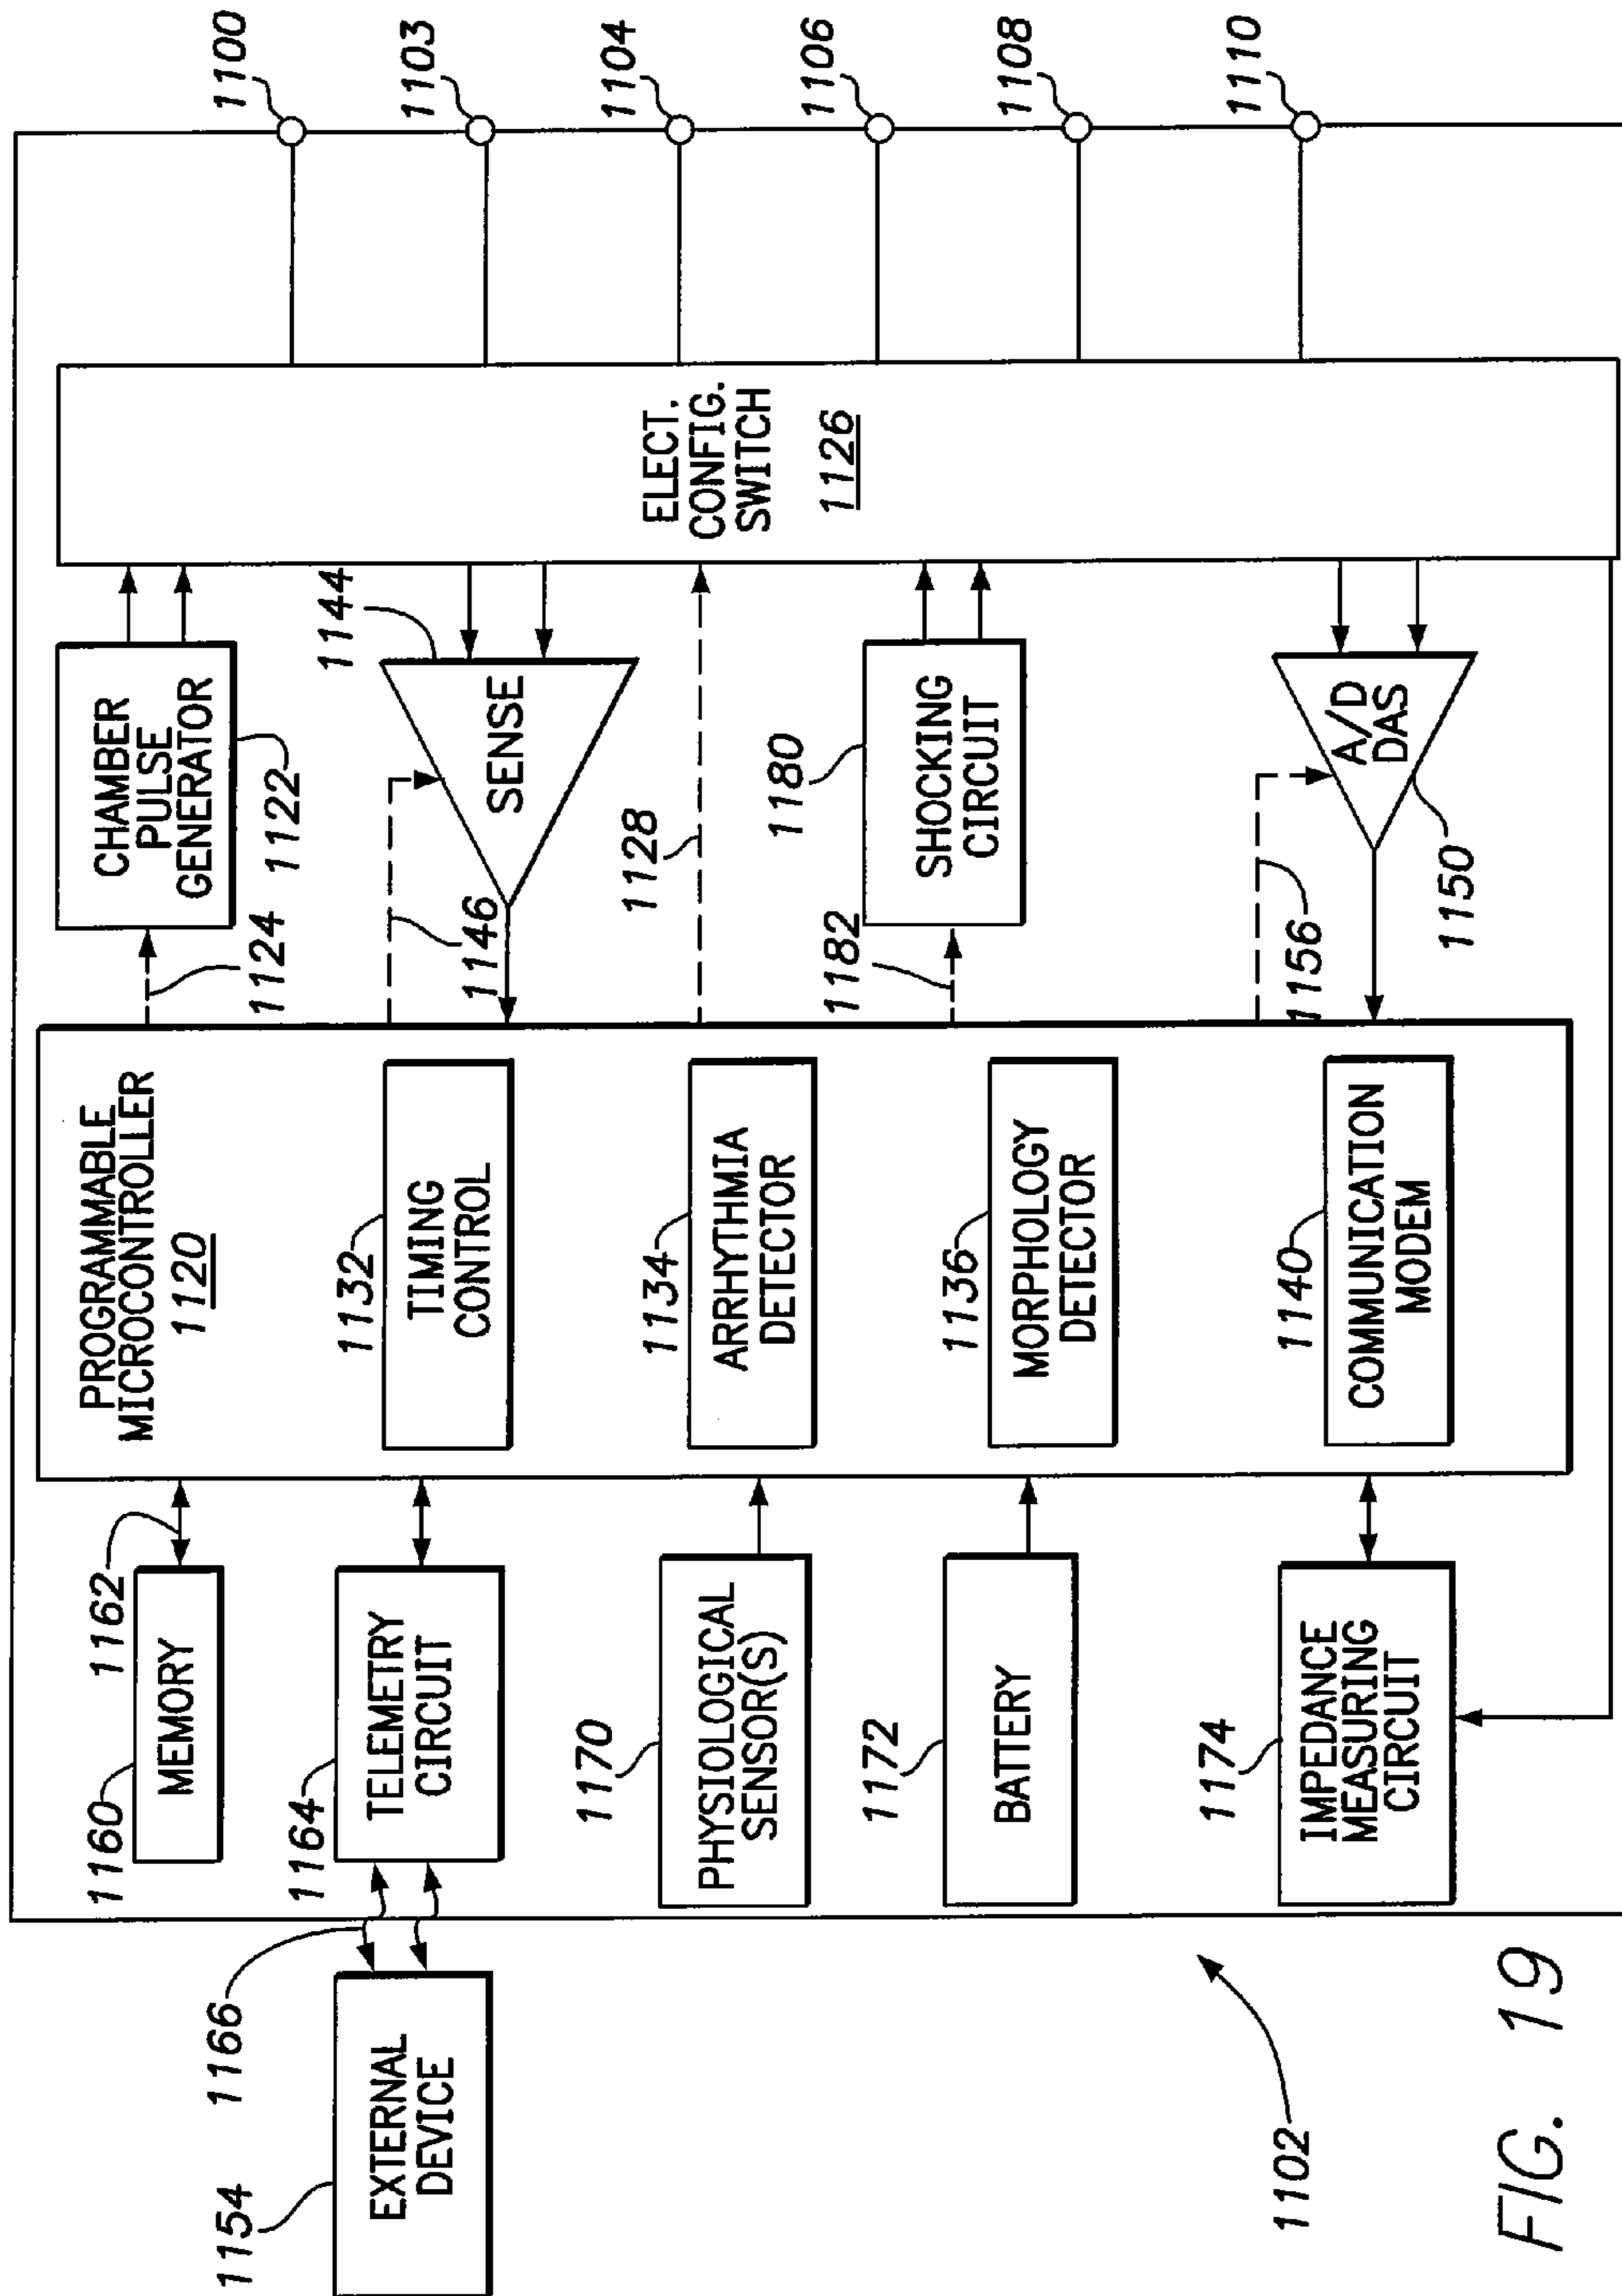 1154
EXTERNAL
DEVICE
1166
1160
MEMORY
1162
1164
TELEMETRY
CIRCUIT
1170
PHYSIOLOGICAL
SENSOR(S)
1172
BATTERY
1174
IMPEDANCE
MEASURING
CIRCUIT
PROGRAMMABLE
MICROCONTROLLER
1120
1132
TIMING
CONTROL
1134
ARRHYTHMIA
DETECTOR
1136
MORPHOLOGY
DETECTOR
1140
COMMUNICATION
MODEM
1124
CHAMBER
PULSE
GENERATOR
1122
1144
SENSE
1146
1128
1182
1180
SHOCKING
CIRCUIT
1156
A/D
DAS
1150
ELECT.
CONFIG.
SWITCH
1126
1100
1103
1104
1106
1108
1110
1102
FIG. 19